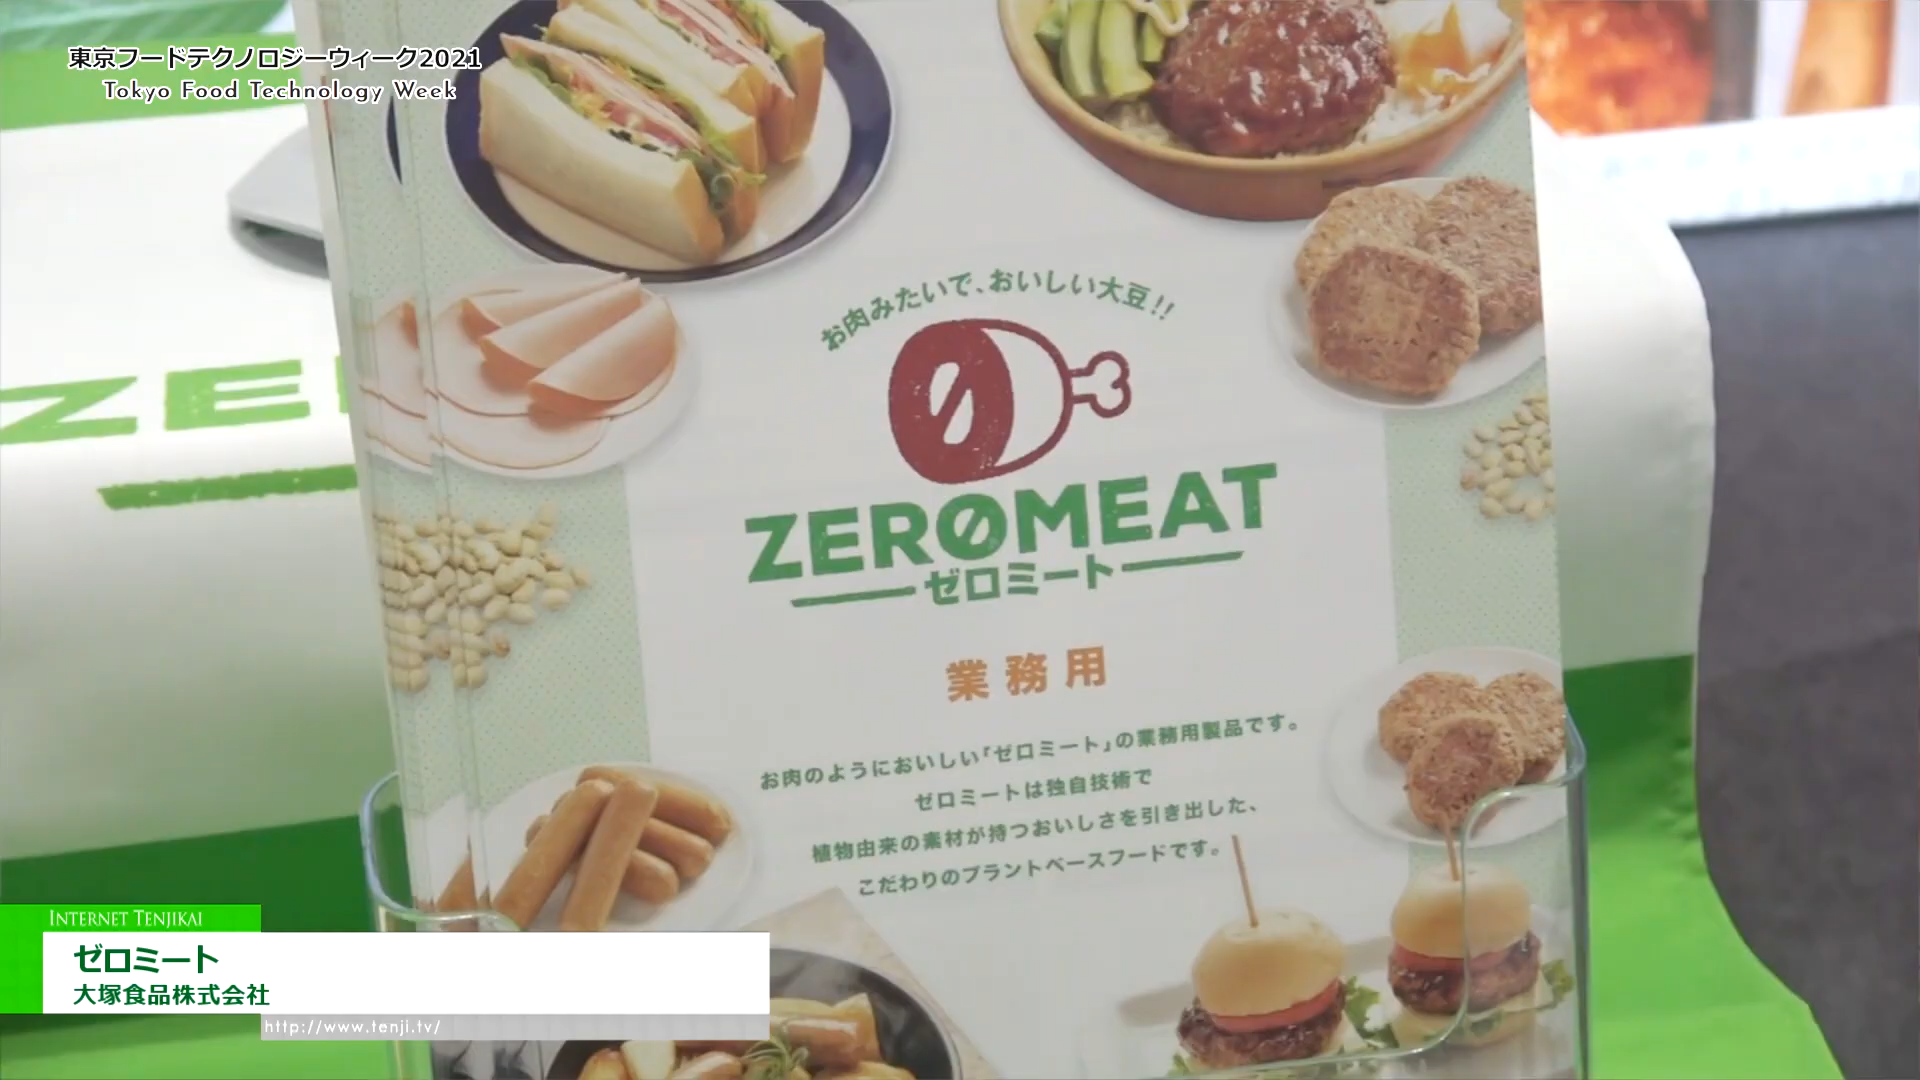 東京フードテクノロジーウィーク2021
Tokyo Food Technology Week
お肉みたいで、おいしい大豆!!
ZE
ZEROMEAT
ゼロミート
業務用
お肉のようにおいしい「ゼロミート」の業務用製品です。
ゼロミートは独自技術で
植物由来の素材が持つおいしさを引き出した、
こだわりのプラントベースフードです。
INTERNET TENJIKAI
ゼロミート
大塚食品株式会社
http://www.tenji.tv/